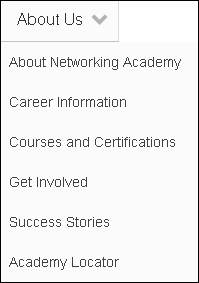 About Us
About Networking Academy
Career Information
Courses and Certifications
Get Involved
Success Stories
Academy Locator